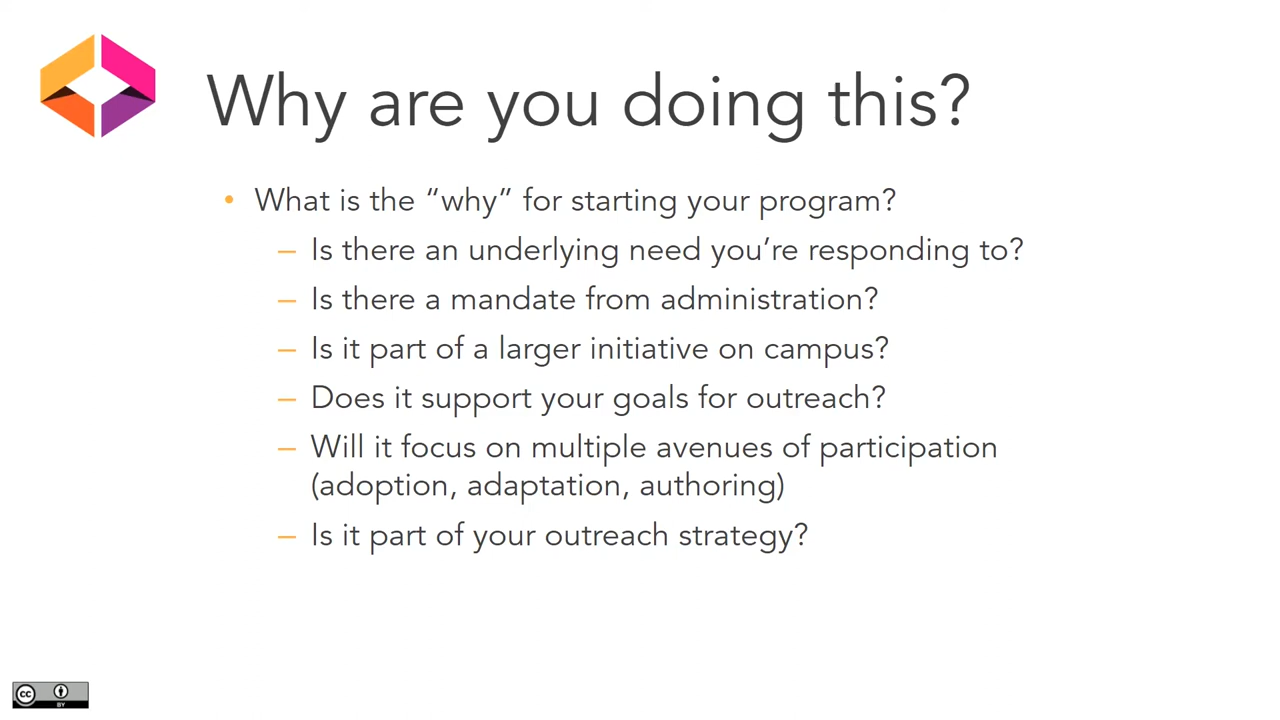 Why are you doing this?
• What is the “why” for starting your program?
– Is there an underlying need you’re responding to?
– Is there a mandate from administration?
– Is it part of a larger initiative on campus?
– Does it support your goals for outreach?
– Will it focus on multiple avenues of participation
(adoption, adaptation, authoring)
– Is it part of your outreach strategy?
cc
BY